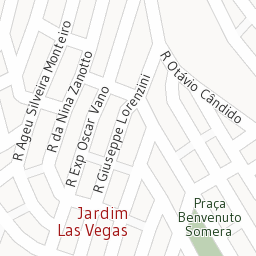 R Ageu Silveira Monteiro
R da Nina Zanotto
R Exp Oscar Vano
R Giuseppe Lorenzini
R Otávio Cândido
Praça
Benvenuto
Somera
Jardim
Las Vegas